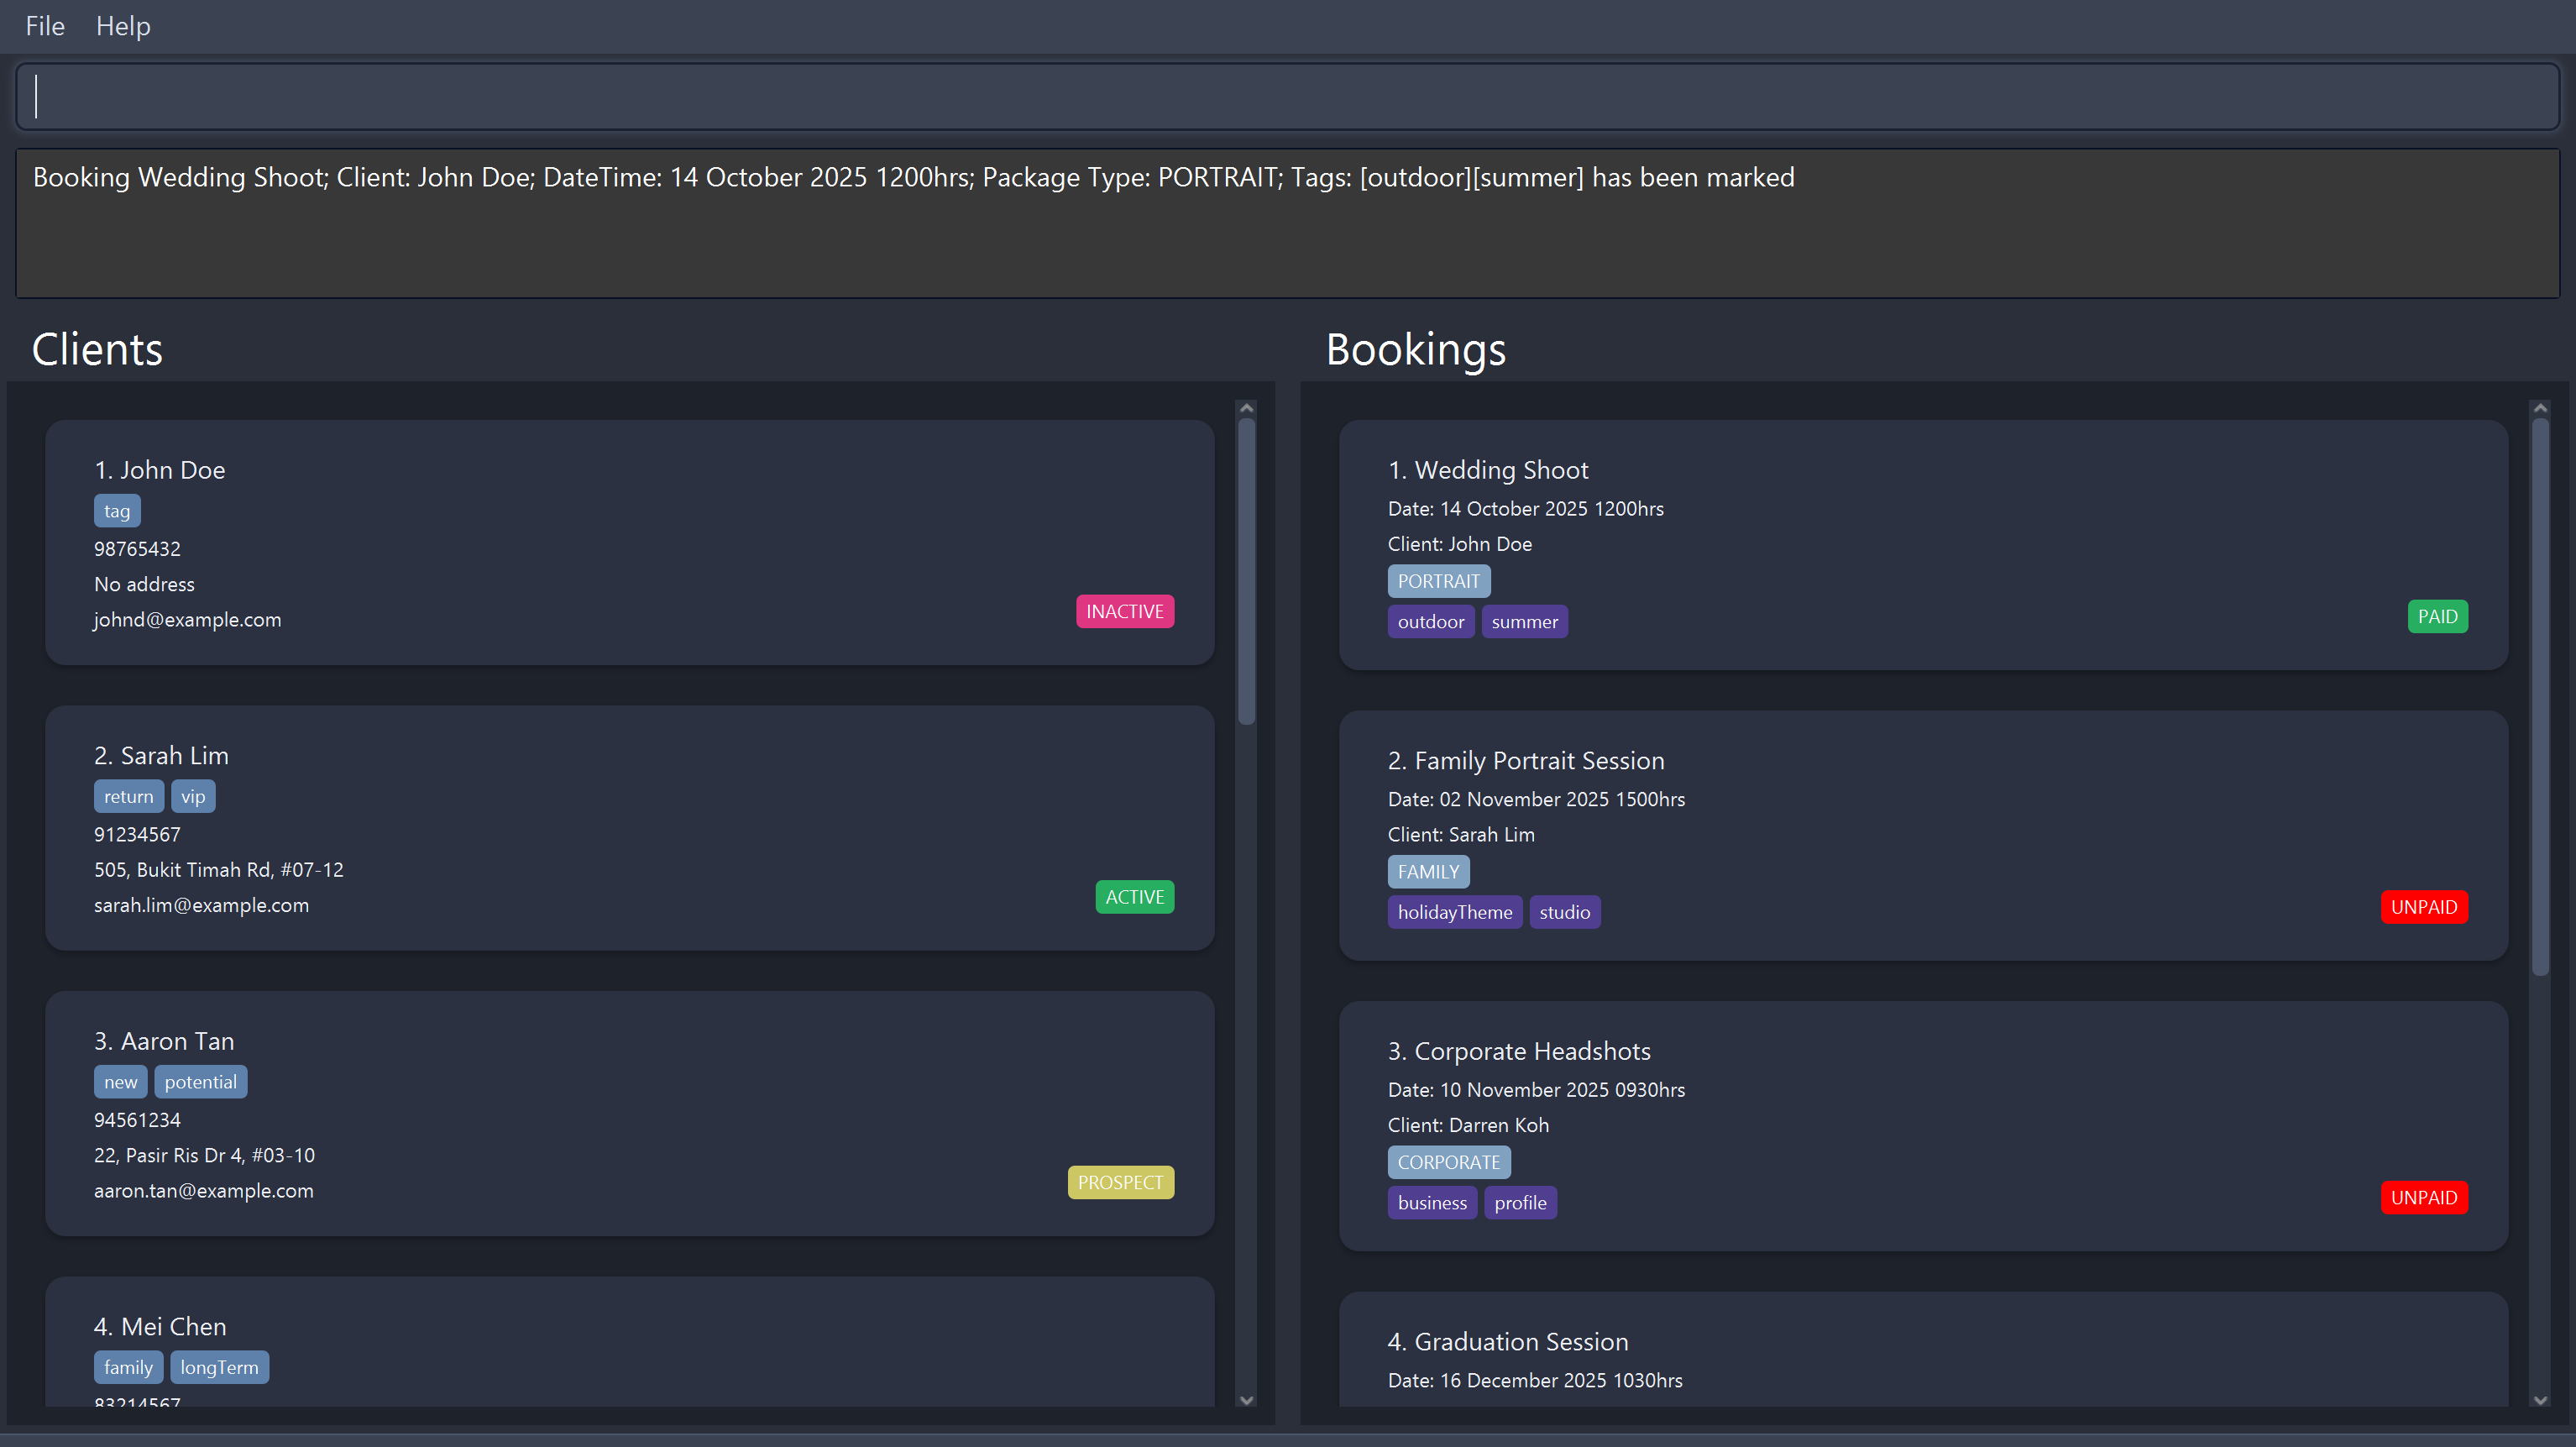 File Help
Booking Wedding Shoot; Client: John Doe; DateTime: 14 October 2025 1200hrs; Package Type: PORTRAIT; Tags: [outdoor][summer] has been marked
Clients
1. John Doe
tag
98765432
No address
johnd@example.com
INACTIVE
2. Sarah Lim
return vip
91234567
505, Bukit Timah Rd, #07-12
sarah.lim@example.com
ACTIVE
3. Aaron Tan
new potential
94561234
22, Pasir Ris Dr 4, #03-10
aaron.tan@example.com
PROSPECT
4. Mei Chen
family longTerm
83214567
Bookings
1. Wedding Shoot
Date: 14 October 2025 1200hrs
Client: John Doe
PORTRAIT
outdoor summer
PAID
2. Family Portrait Session
Date: 02 November 2025 1500hrs
Client: Sarah Lim
FAMILY
holidayTheme studio
UNPAID
3. Corporate Headshots
Date: 10 November 2025 0930hrs
Client: Darren Koh
CORPORATE
business profile
UNPAID
4. Graduation Session
Date: 16 December 2025 1030hrs